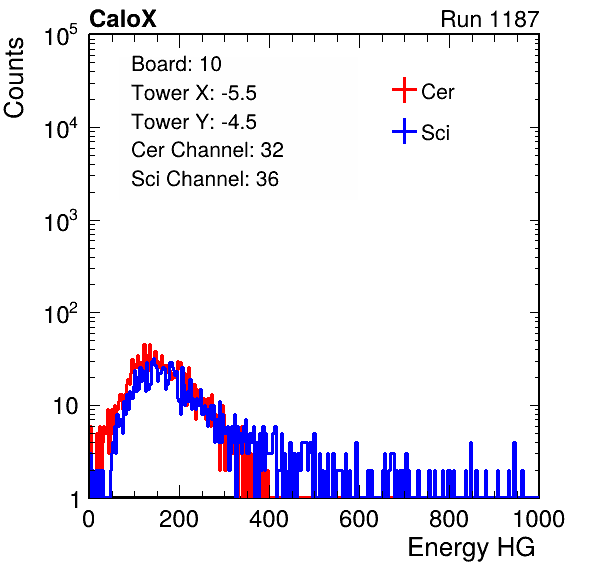 CaloX Run 1187
Counts
10^5
10^4
10^3
10^2
10
1
Board: 10
Tower X: -5.5
Tower Y: -4.5
Cer Channel: 32
Sci Channel: 36
Cer
Sci
0 200 400 600 800 1000
Energy HG